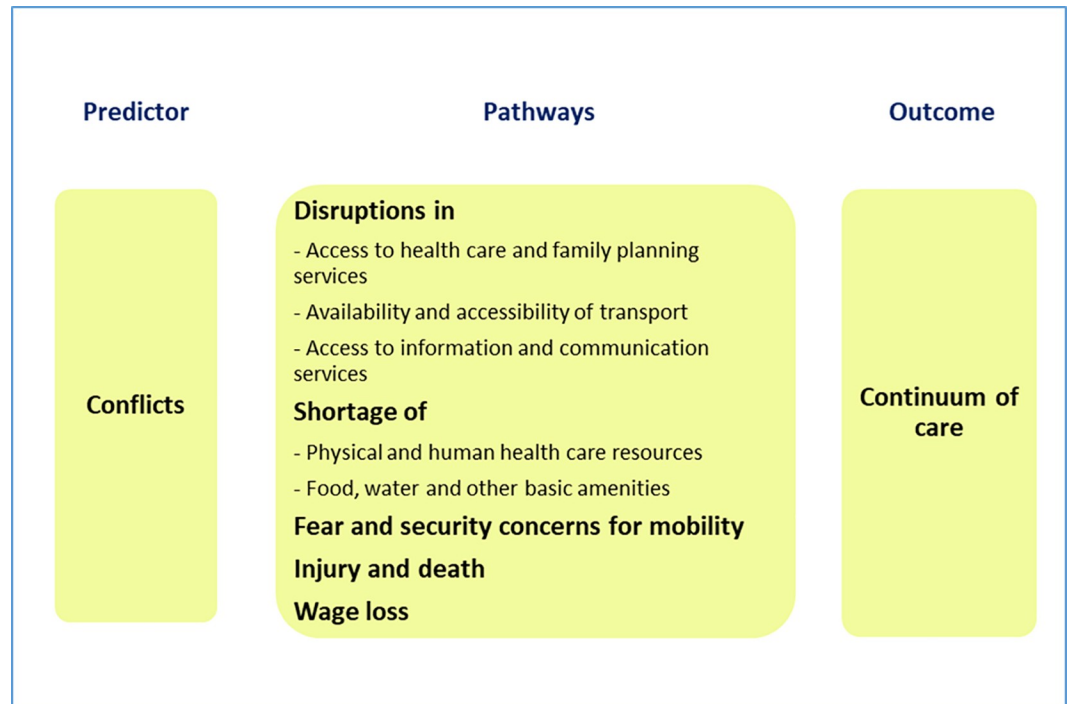 Predictor
Pathways
Outcome
Conflicts
Disruptions in
- Access to health care and family planning
services
- Availability and accessibility of transport
- Access to information and communication
services
Shortage of
- Physical and human health care resources
- Food, water and other basic amenities
Fear and security concerns for mobility
Injury and death
Wage loss
Continuum of
care